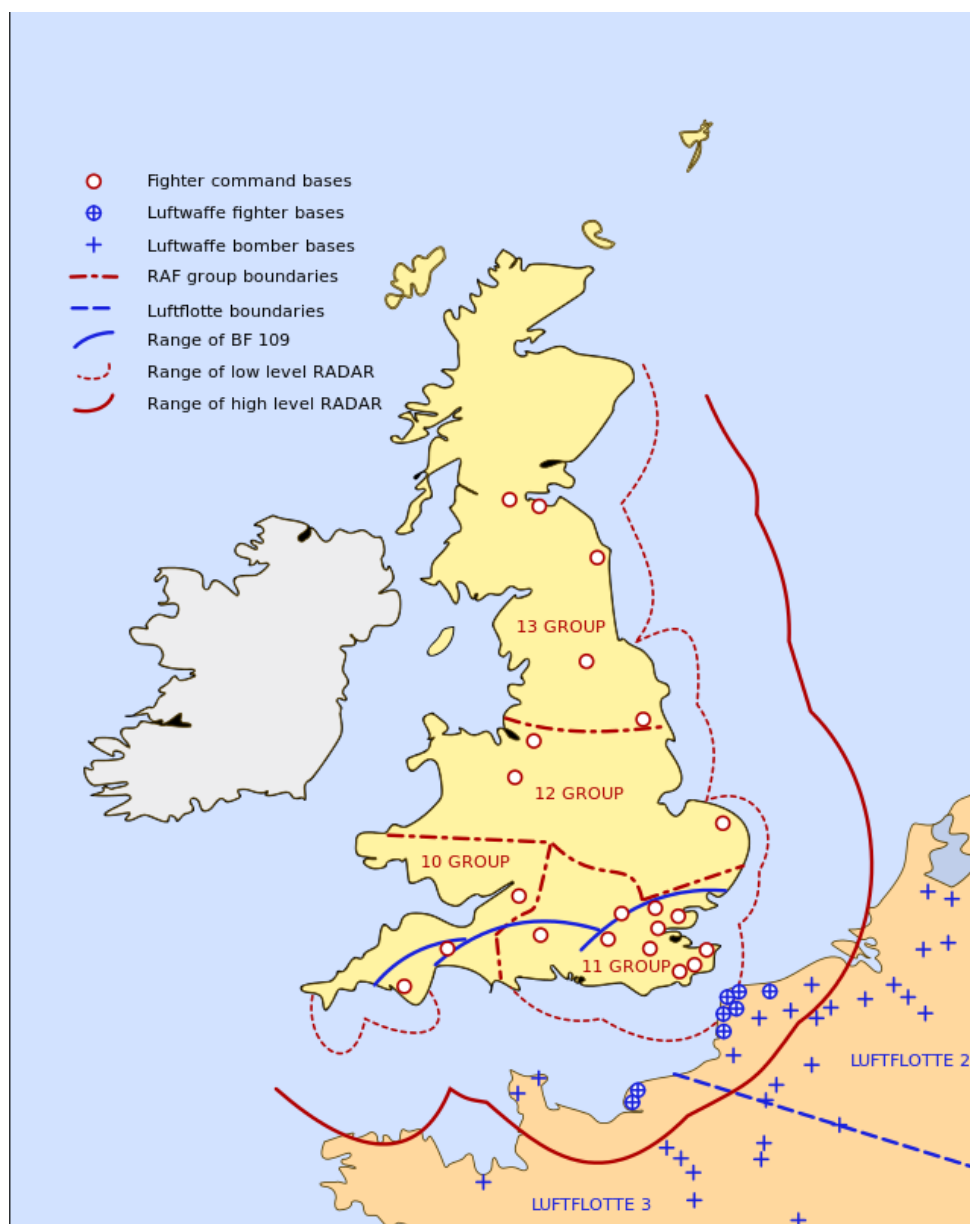 Fighter command bases
Luftwaffe fighter bases
Luftwaffe bomber bases
RAF group boundaries
Luftflotte boundaries
Range of BF 109
Range of low level RADAR
Range of high level RADAR
13 GROUP
12 GROUP
10 GROUP
11 GROUP
LUFTFLOTTE 2
LUFTFLOTTE 3